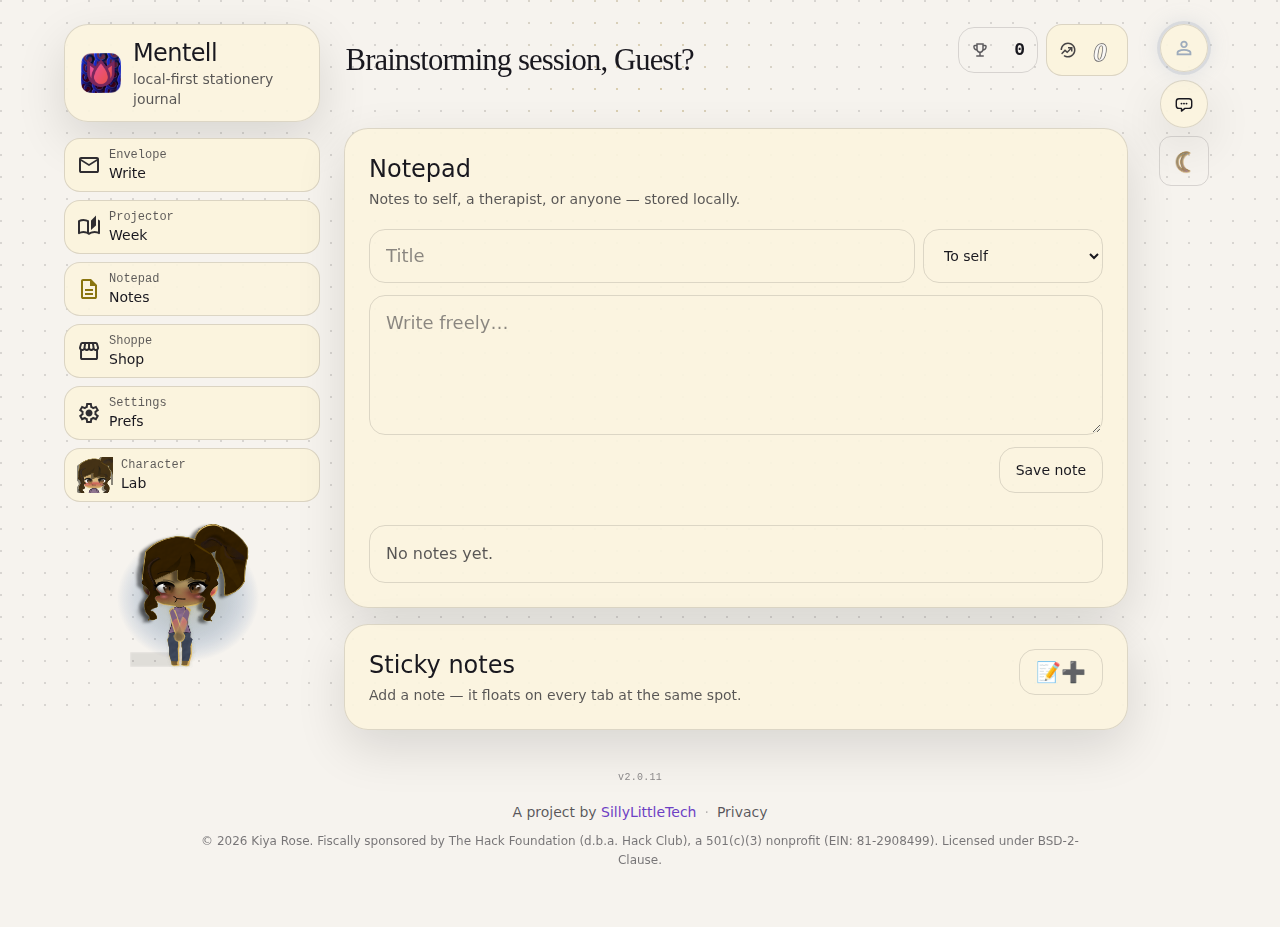 Mentell
local-first stationery
journal
Brainstorming session, Guest?
0
0
Envelope
Write
Projector
Week
Notepad
Notes
Shoppe
Shop
Settings
Prefs
Character
Lab
Notepad
Notes to self, a therapist, or anyone — stored locally.
Title
To self
Write freely…
Save note
No notes yet.
Sticky notes
Add a note — it floats on every tab at the same spot.
v2.0.11
A project by SillyLittleTech · Privacy
© 2026 Kiya Rose. Fiscally sponsored by The Hack Foundation (d.b.a. Hack Club), a 501(c)(3) nonprofit (EIN: 81-2908499). Licensed under BSD-2-
Clause.